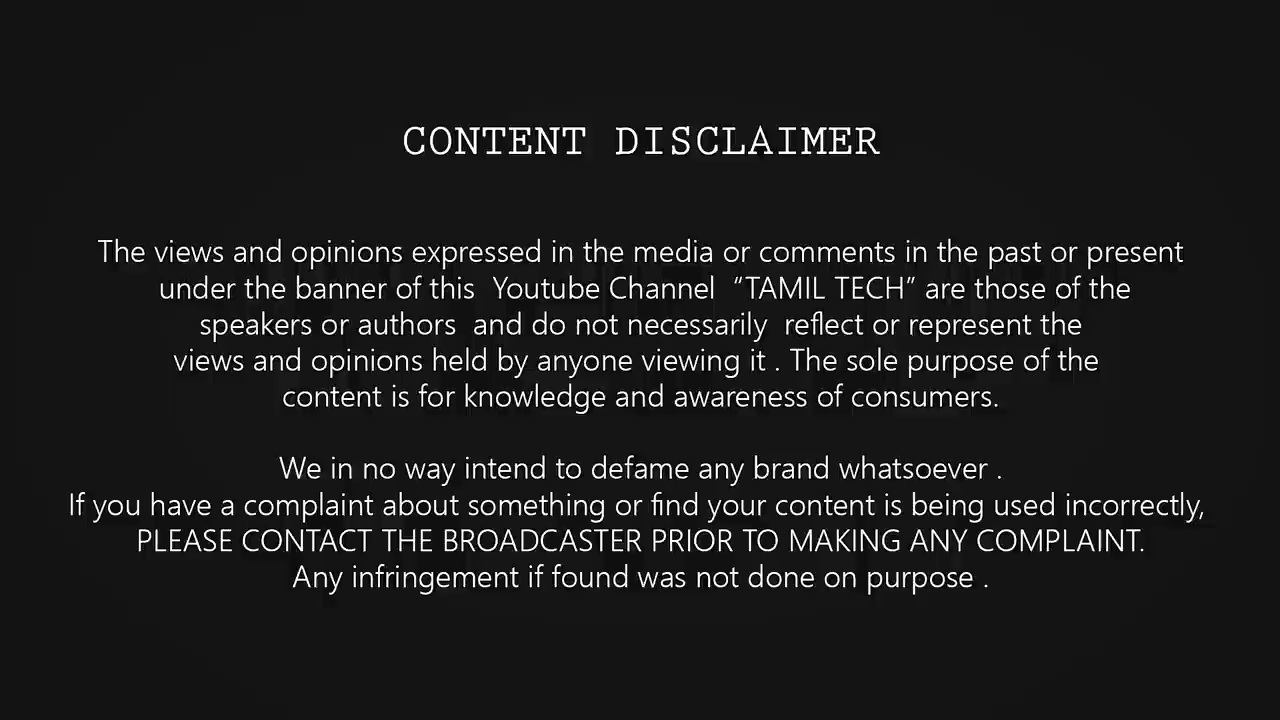 CONTENT DISCLAIMER
The views and opinions expressed in the media or comments in the past or present
under the banner of this  Youtube Channel  “TAMIL TECH” are those of the
speakers or authors  and do not necessarily  reflect or represent the
views and opinions held by anyone viewing it . The sole purpose of the
content is for knowledge and awareness of consumers.
We in no way intend to defame any brand whatsoever .
If you have a complaint about something or find your content is being used incorrectly,
PLEASE CONTACT THE BROADCASTER PRIOR TO MAKING ANY COMPLAINT.
Any infringement if found was not done on purpose .